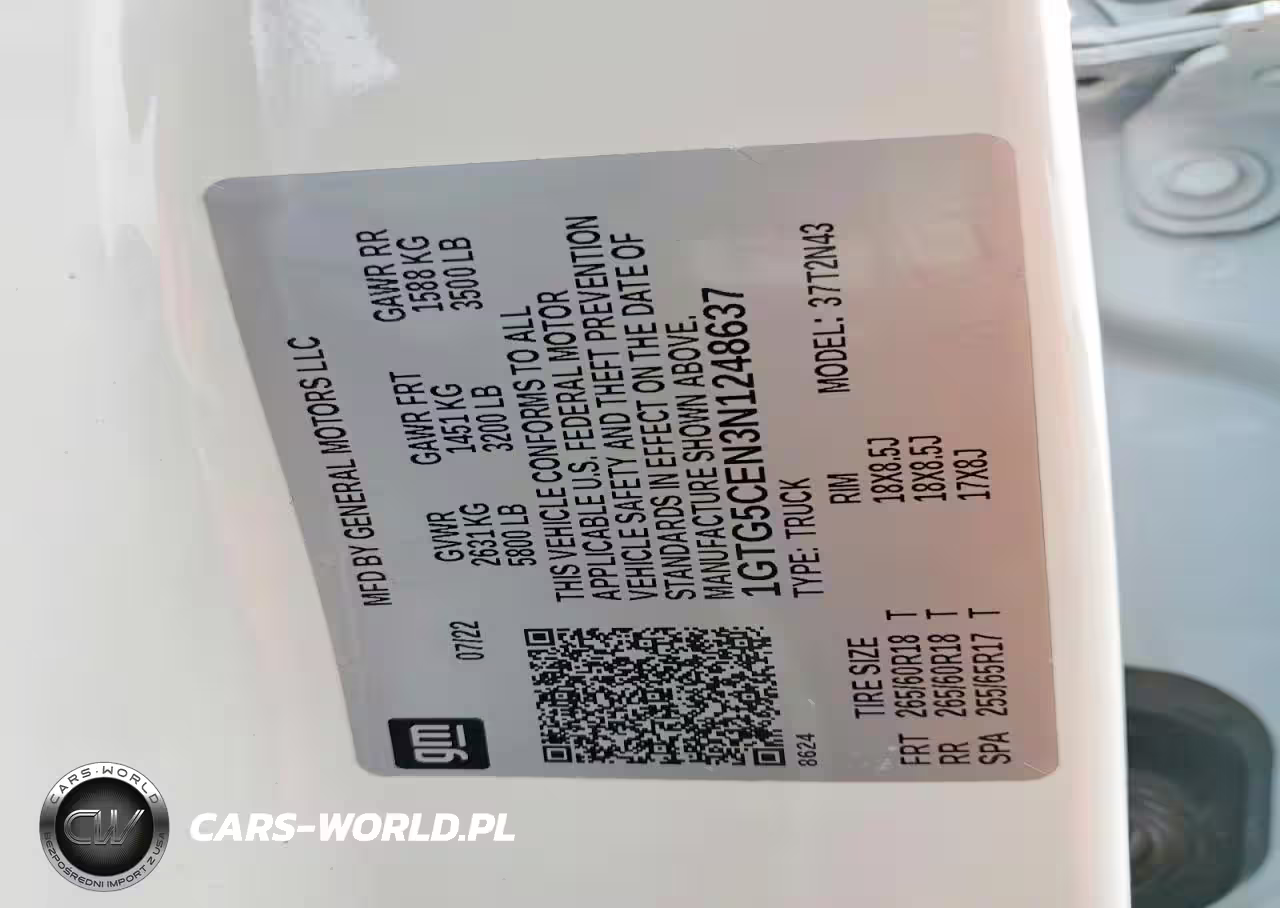 MFD BY GENERAL MOTORS LLC
gm
07/22
GVWR GAWR FRT GAWR RR
2631 KG 1451 KG 1588 KG
5800 LB 3200 LB 3500 LB
THIS VEHICLE CONFORMS TO ALL
APPLICABLE U.S. FEDERAL MOTOR
VEHICLE SAFETY AND THEFT PREVENTION
STANDARDS IN EFFECT ON THE DATE OF
MANUFACTURE SHOWN ABOVE.
1GTG5CEN3N1248637
TYPE: TRUCK
MODEL: 37T2N43
8624
TIRE SIZE RIM
FRT 265/60R18 T 18X8.5J
RR 265/60R18 T 18X8.5J
SPA 255/65R17 T 17X8J
CARS-WORLD
CW
BEZPOŚREDNI IMPORT Z USA
CARS-WORLD.PL